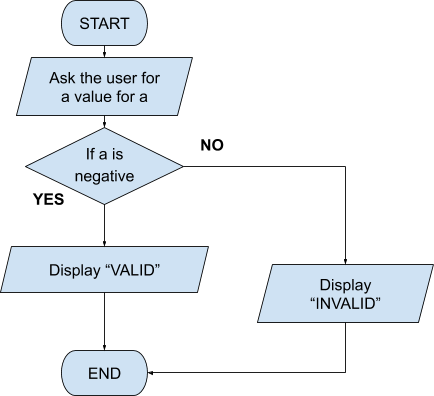 START
Ask the user for
a value for a
If a is
negative
NO
YES
Display “VALID”
Display
“INVALID”
END